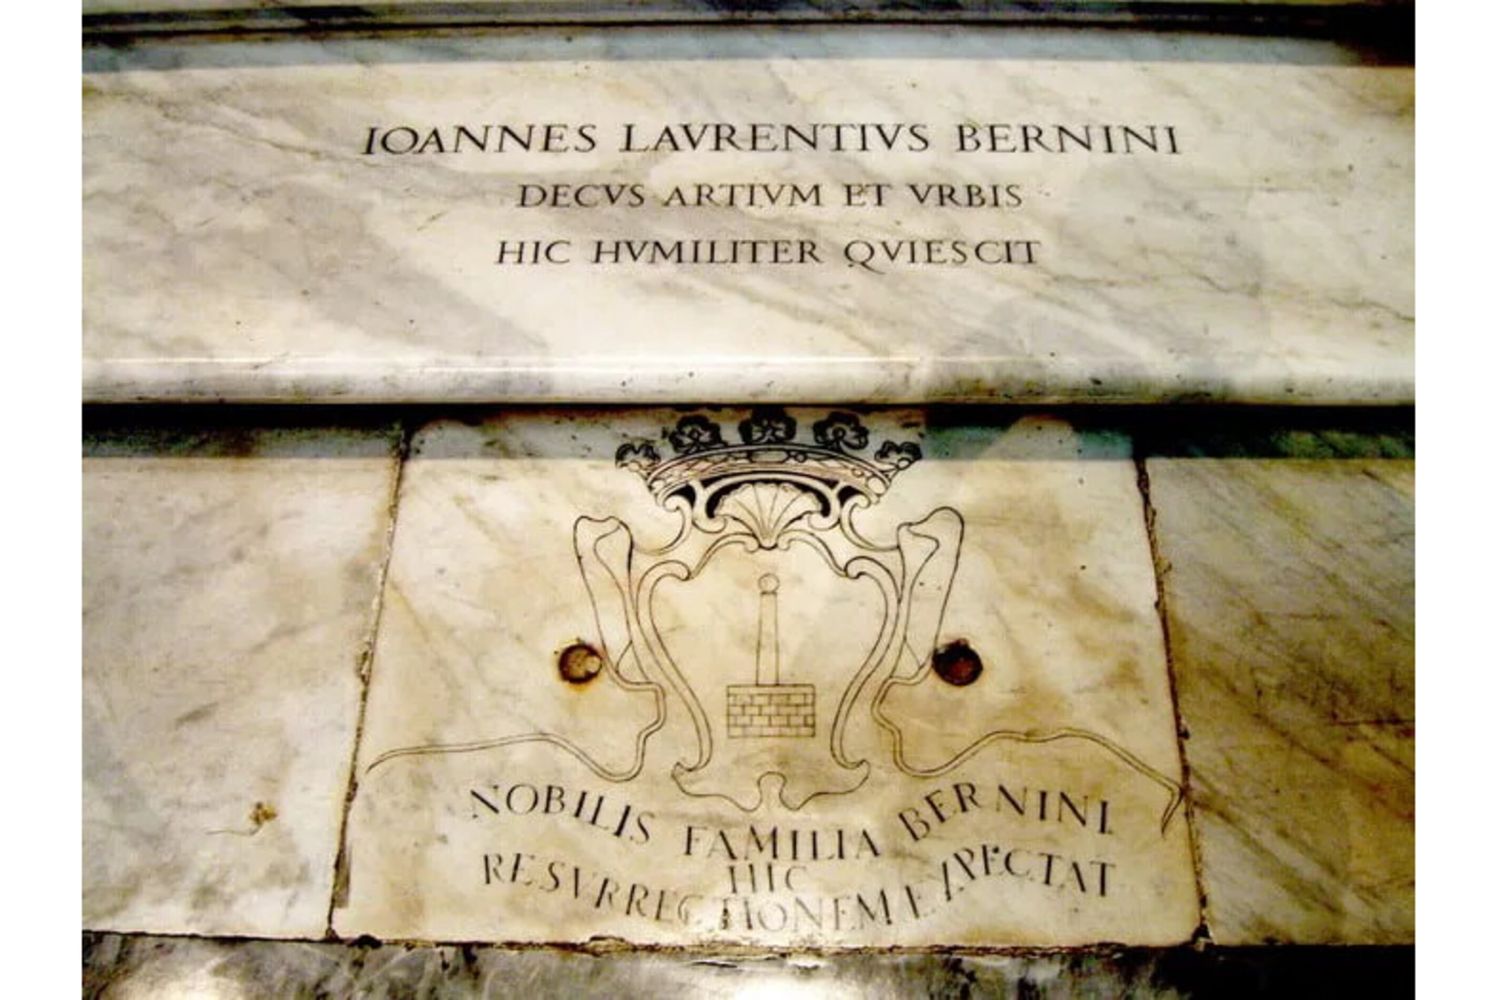 IOANNES LAVRENTIVS BERNINI
DECVS ARTIVM ET VRBIS
HIC HVMILITER QVIESCIT
NOBILIS FAMILIA BERNINI
HIC
RESVRRECTIONEM EXPECTAT